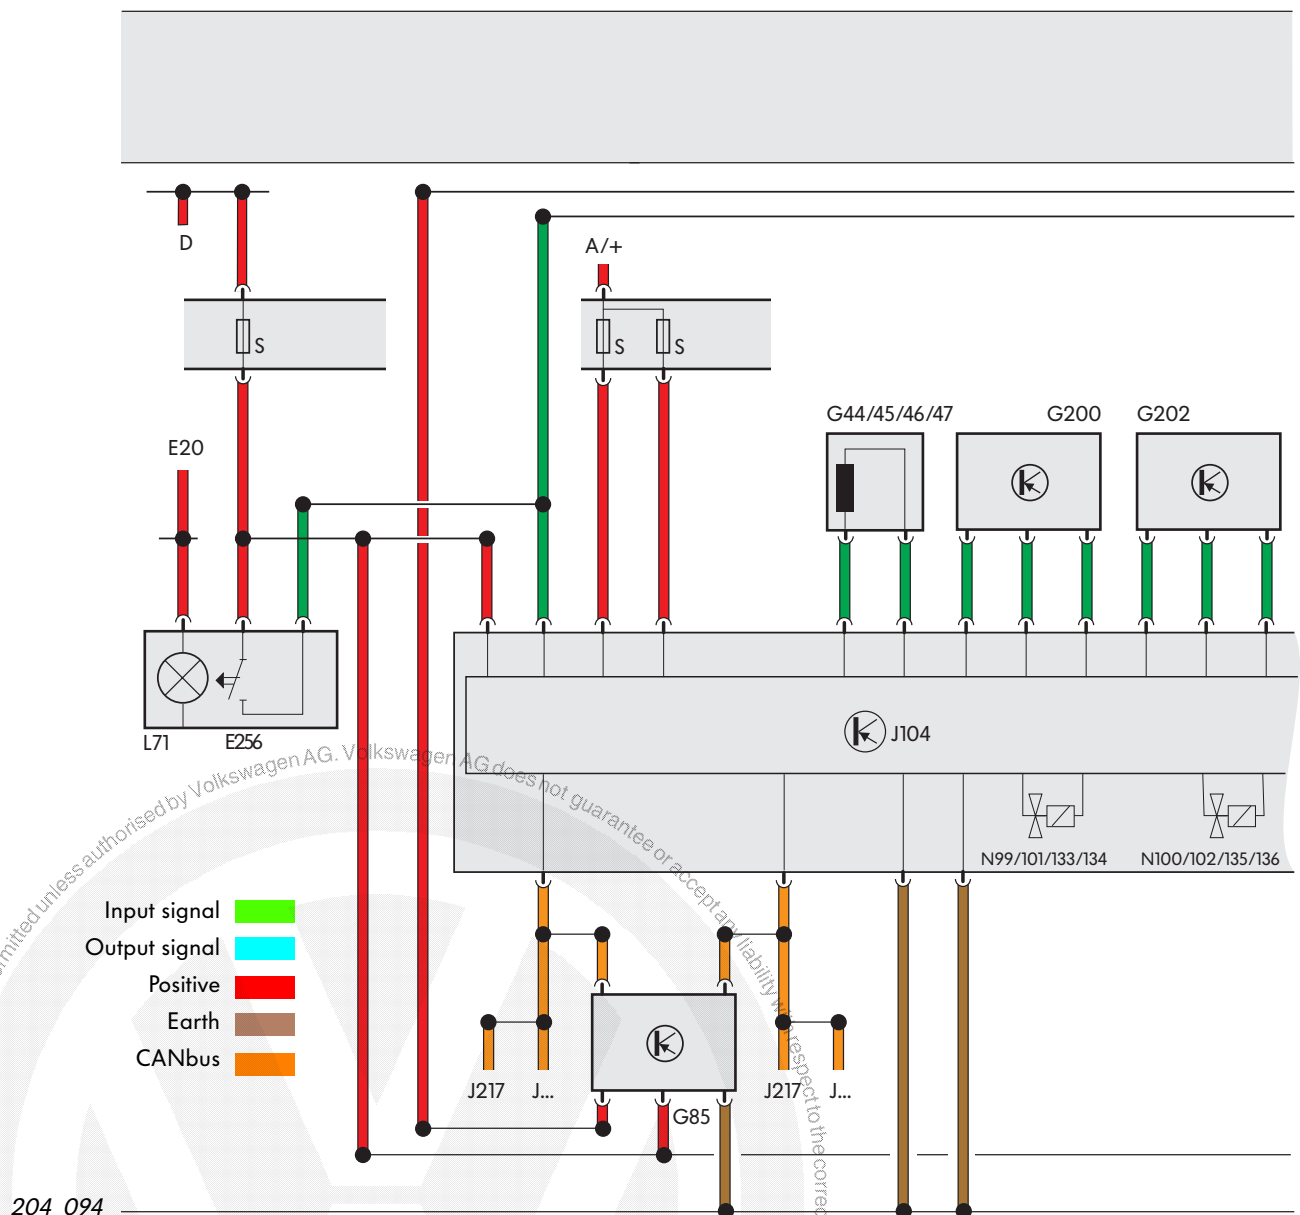 D
A/+
S
S
S
G44/45/46/47
G200
G202
E20
L71
E256
J104
N99/101/133/134
N100/102/135/136
mitted unless authorised by Volkswagen AG. Volkswagen AG does not guarantee or accept any liability with respect to the correc
Input signal
Output signal
Positive
Earth
CANbus
J217
J...
J217
J...
G85
204_094